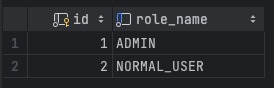 id role_name
1 1 ADMIN
2 2 NORMAL_USER